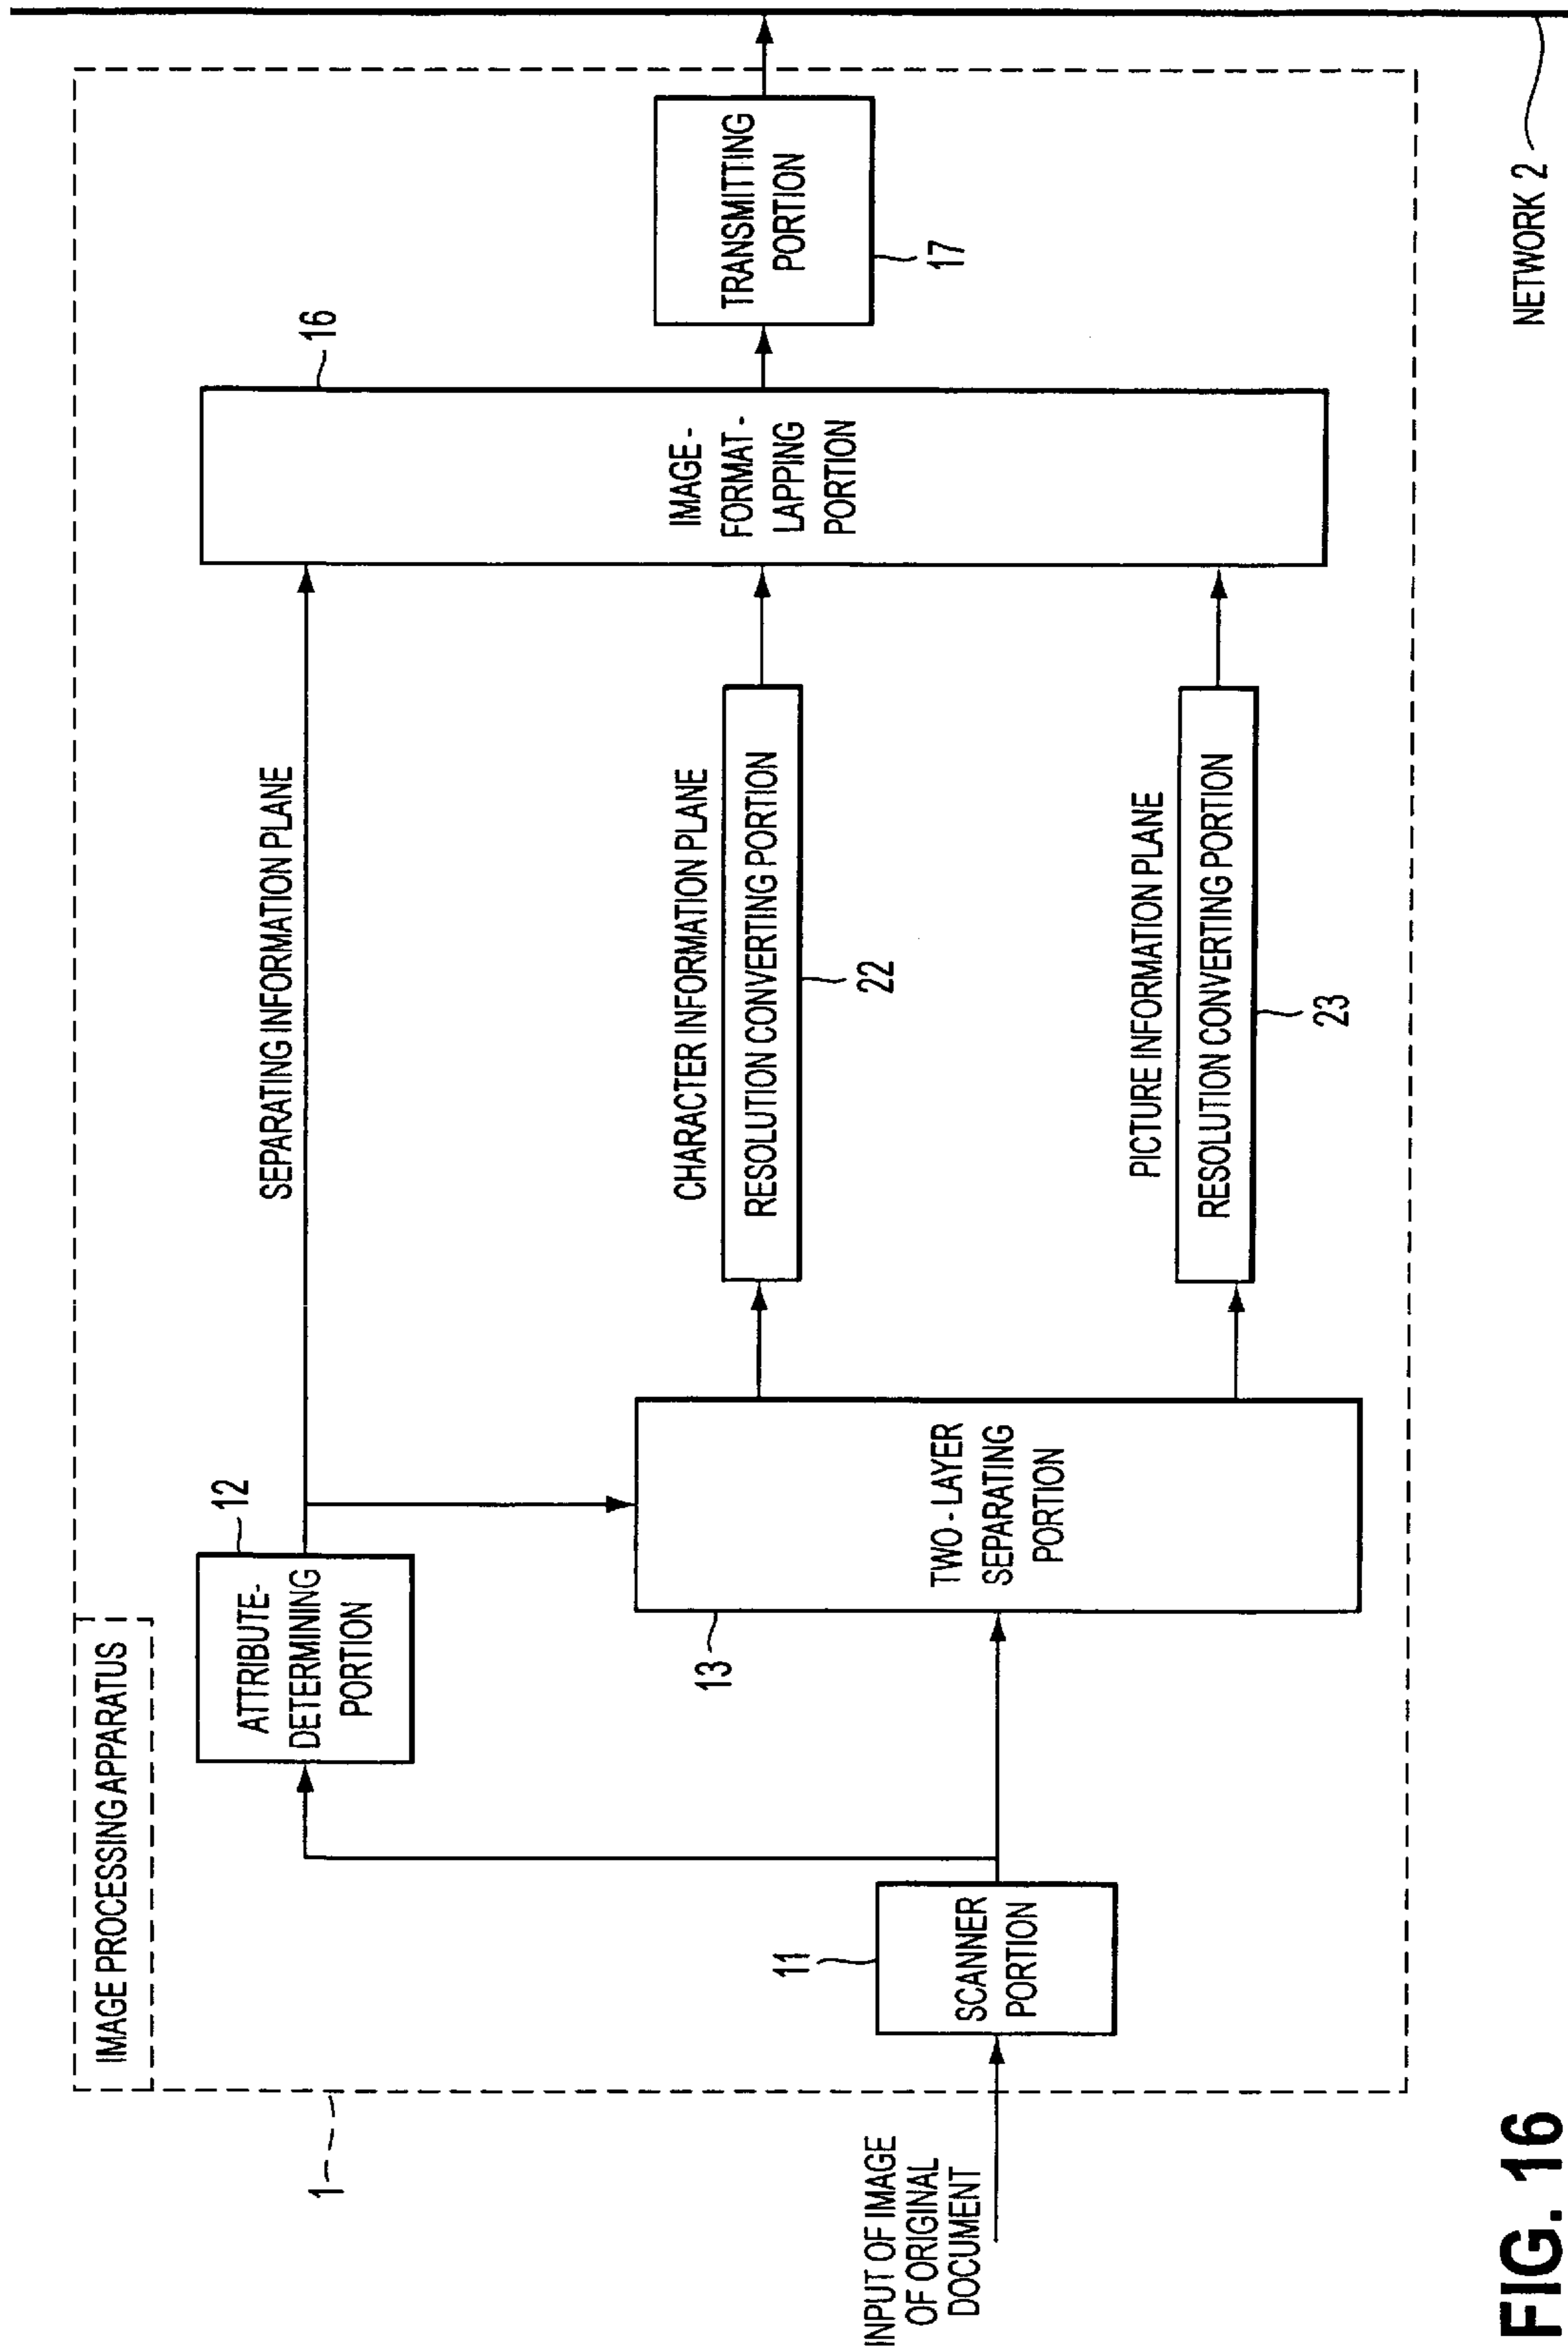 IMAGE PROCESSING APPARATUS
1
INPUT OF IMAGE
OF ORIGINAL
DOCUMENT
11
SCANNER
PORTION
12
ATTRIBUTE-
DETERMINING
PORTION
13
TWO - LAYER
SEPARATING
PORTION
SEPARATING INFORMATION PLANE
CHARACTER INFORMATION PLANE
RESOLUTION CONVERTING PORTION
22
PICTURE INFORMATION PLANE
RESOLUTION CONVERTING PORTION
23
16
IMAGE -
FORMAT -
LAPPING
PORTION
TRANSMITTING
PORTION
17
NETWORK 2
FIG. 16